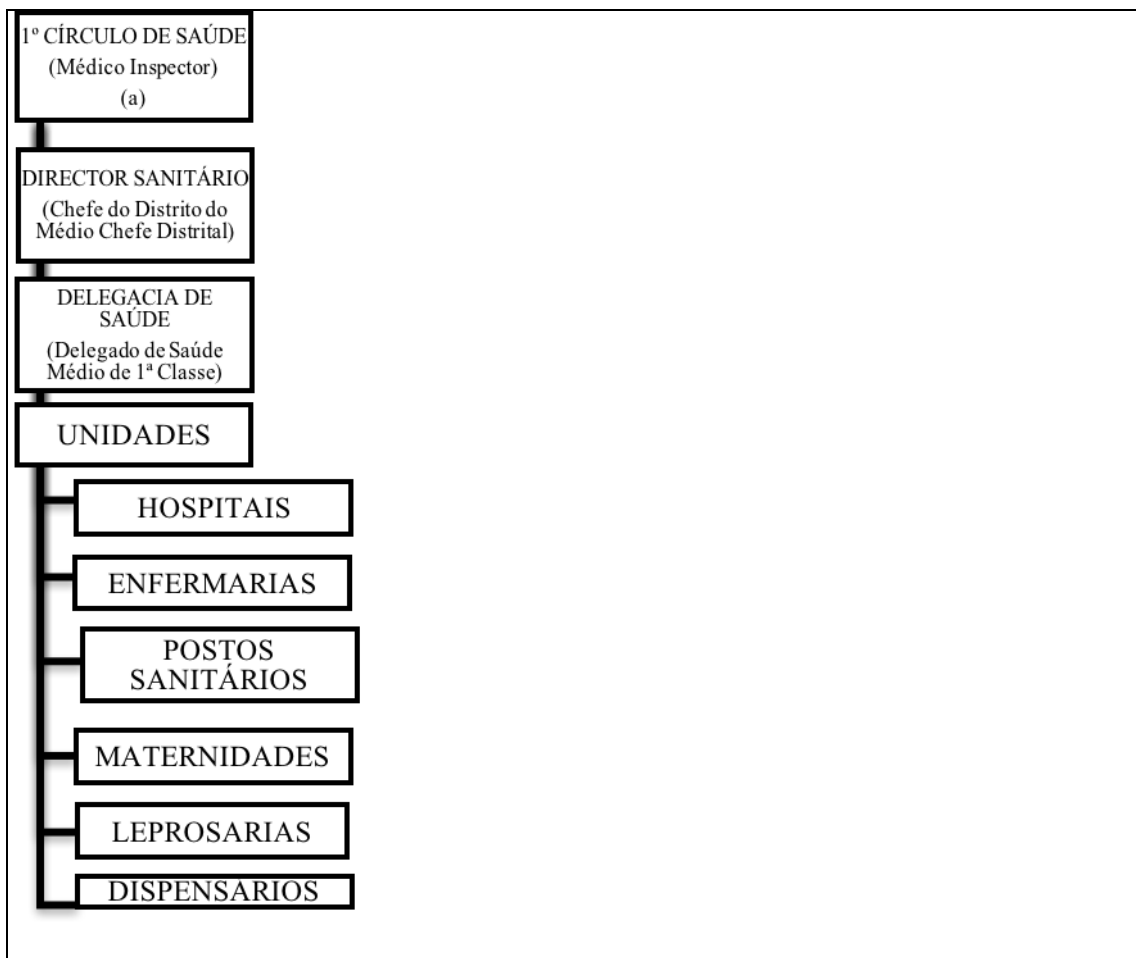 1º CÍRCULO DE SAÚDE
(Médico Inspector)
(a)
DIRECTOR SANITÁRIO
(Chefe do Distrito do
Médio Chefe Distrital)
DELEGACIA DE
SAÚDE
(Delegado de Saúde
Médio de 1ª Classe)
UNIDADES
HOSPITAIS
ENFERMARIAS
POSTOS
SANITÁRIOS
MATERNIDADES
LEPROSARIAS
DISPENSÁRIOS